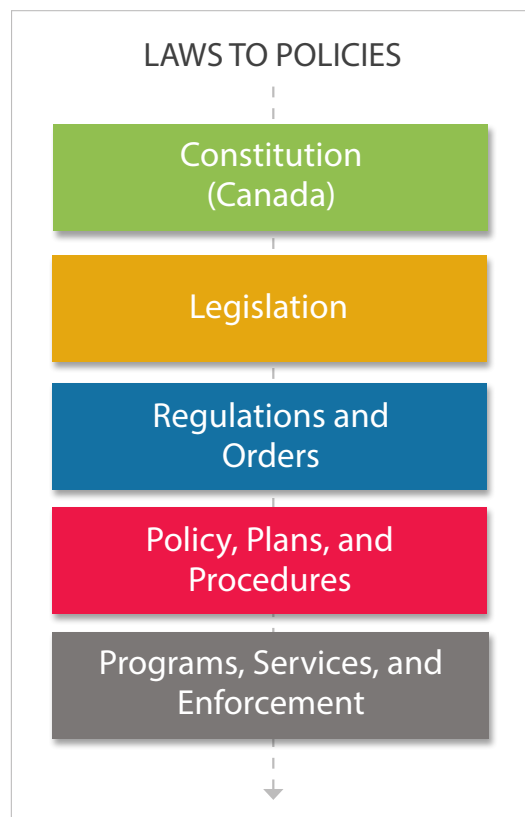 LAWS TO POLICIES
Constitution
(Canada)
Legislation
Regulations and
Orders
Policy, Plans, and
Procedures
Programs, Services, and
Enforcement